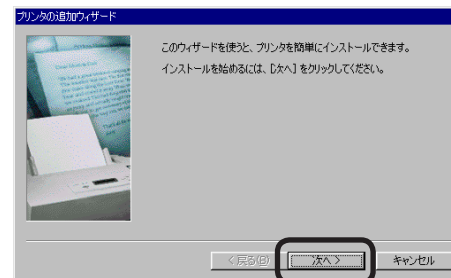 プリンタの追加ウィザード
このウィザードを使うと、プリンタを簡単にインストールできます。
インストールを始めるには、[次へ] をクリックしてください。
< 戻る(B)
次へ >
キャンセル